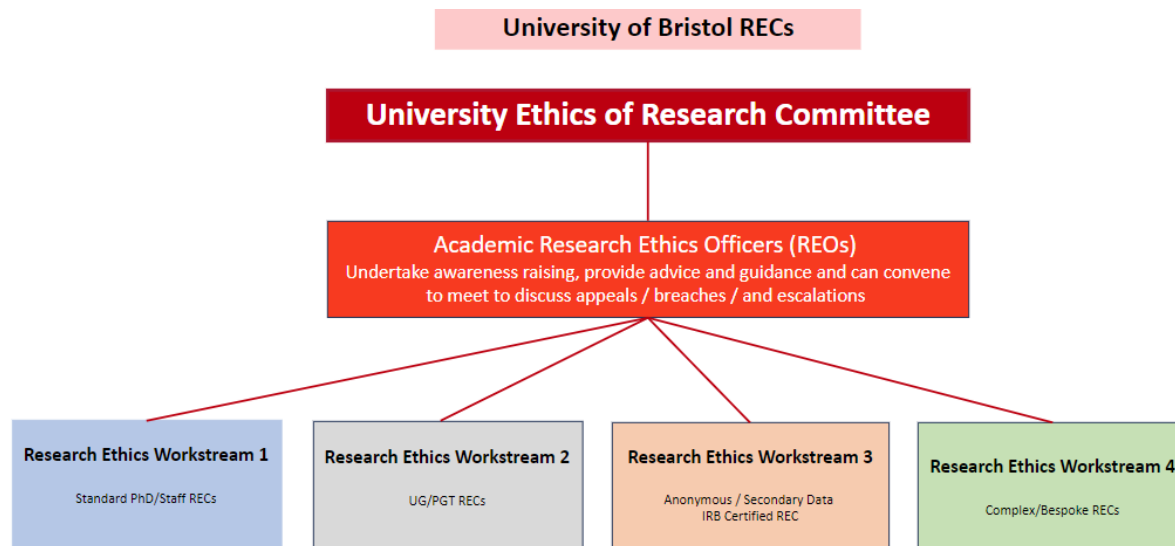 University of Bristol RECs
University Ethics of Research Committee
Academic Research Ethics Officers (REOs)
Undertake awareness raising, provide advice and guidance and can convene
to meet to discuss appeals / breaches / and escalations
Research Ethics Workstream 1
Standard PhD/Staff RECs
Research Ethics Workstream 2
UG/PGT RECs
Research Ethics Workstream 3
Anonymous / Secondary Data
IRB Certified REC
Research Ethics Workstream 4
Complex/Bespoke RECs